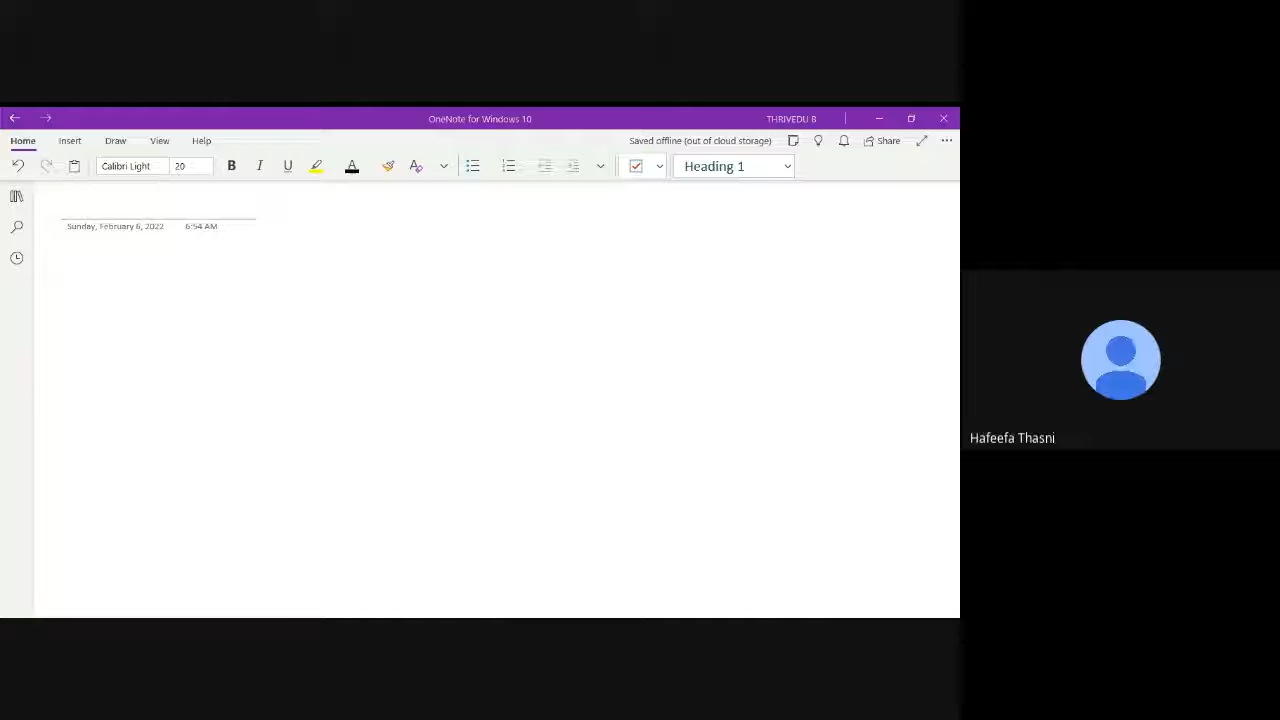 OneNote for Windows 10
THRIVEDU B
Home Insert Draw View Help
Saved offline (out of cloud storage)
Share
Calibri Light 20 B I U A A Heading 1
Sunday, February 6, 2022 6:54 AM
Hafeefa Thasni